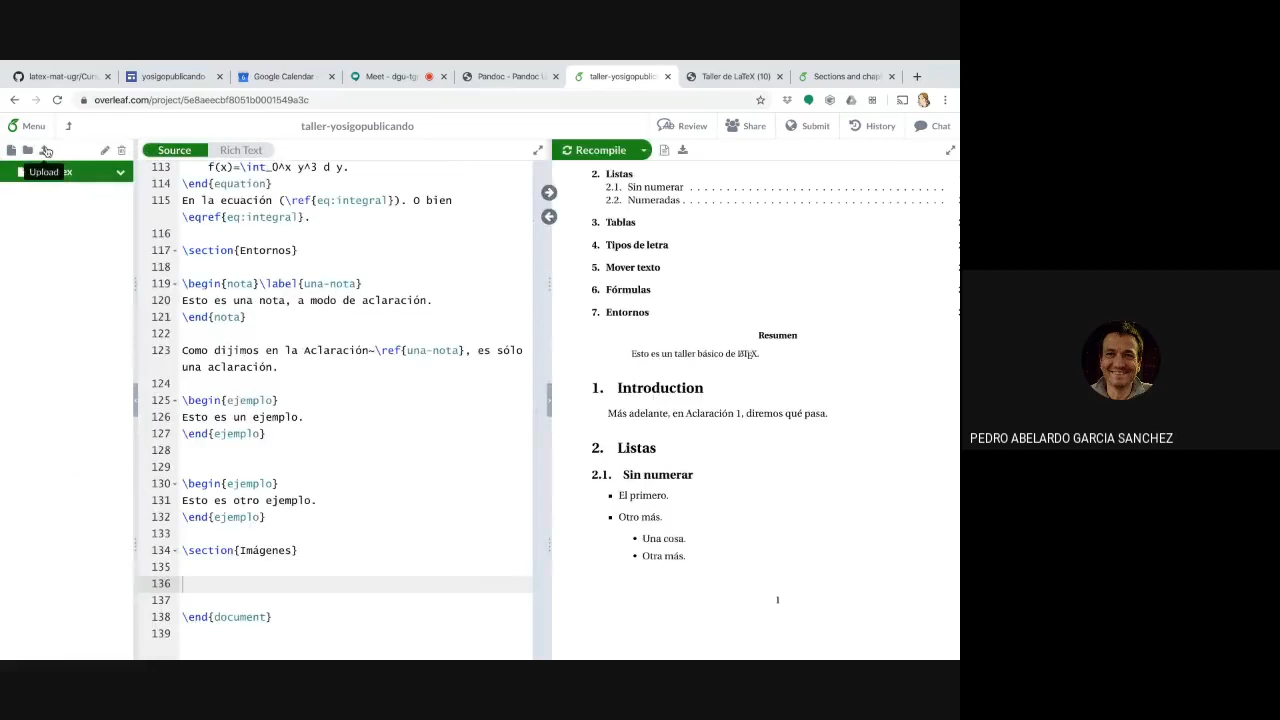 latex-mat-ugr/Curs
yosigopublicando
Google Calendar
Meet - dgu-tg
Pandoc - Pandoc U
taller-yosigopublic
Taller de LaTeX (10)
Sections and chap
overleaf.com/project/5e8aeecbf8051b0001549a3c
Menu
taller-yosigopublicando
Review
Share
Submit
History
Chat
Source
Rich Text
Recompile
Upload
ex
113 f(x)=\int_0^x y^3 d y.
114 \end{equation}
115 En la ecuación (\ref{eq:integral}). O bien
\eqref{eq:integral}.
116
117 \section{Entornos}
118
119 \begin{nota}\label{una-nota}
120 Esto es una nota, a modo de aclaración.
121 \end{nota}
122
123 Como dijimos en la Aclaración~\ref{una-nota}, es sólo
una aclaración.
124
125 \begin{ejemplo}
126 Esto es un ejemplo.
127 \end{ejemplo}
128
129
130 \begin{ejemplo}
131 Esto es otro ejemplo.
132 \end{ejemplo}
133
134 \section{Imágenes}
135
136
137
138 \end{document}
139
2. Listas
2.1. Sin numerar . . . . . . . . . . . . . . . . . . . . . . . . . . . . .
2.2. Numeradas . . . . . . . . . . . . . . . . . . . . . . . . . . . . .
3. Tablas
4. Tipos de letra
5. Mover texto
6. Fórmulas
7. Entornos
Resumen
Esto es un taller básico de LATEX.
1. Introduction
Más adelante, en Aclaración 1, diremos qué pasa.
2. Listas
2.1. Sin numerar
▪ El primero.
▪ Otro más.
• Una cosa.
• Otra más.
1
PEDRO ABELARDO GARCIA SANCHEZ